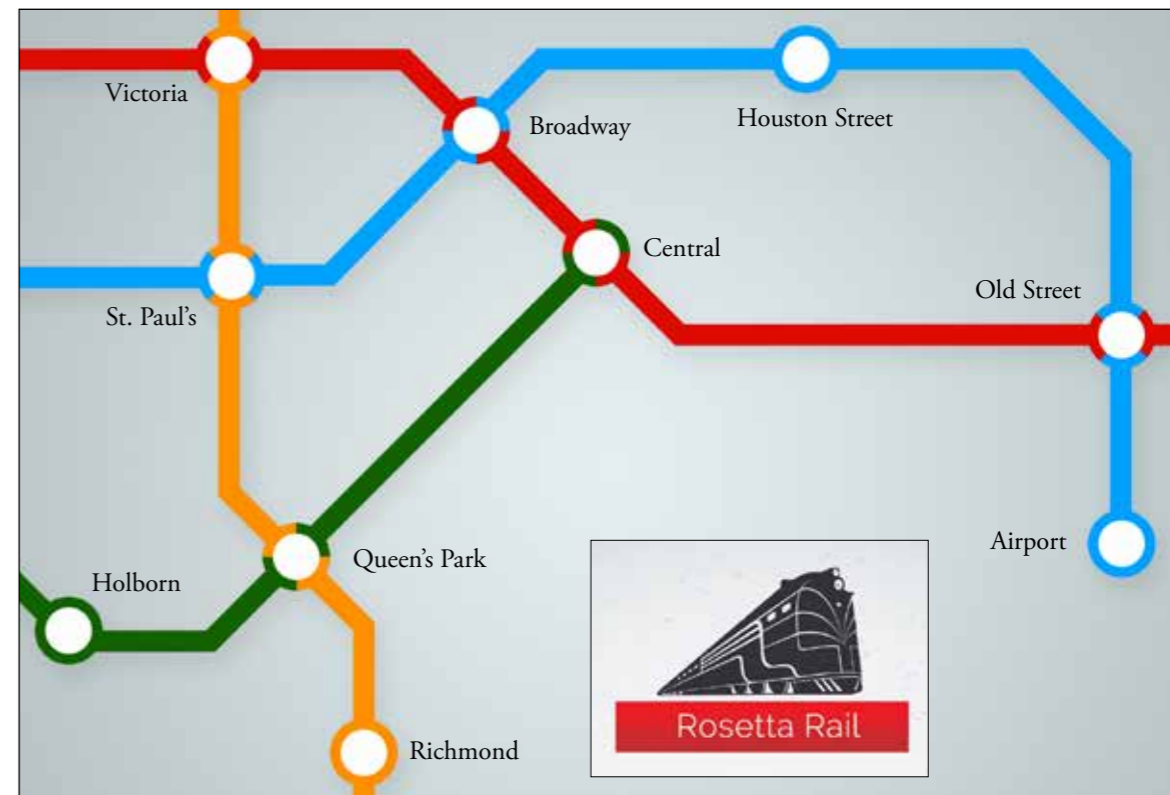 Victoria
Broadway
Houston Street
Central
Old Street
St. Paul's
Airport
Queen's Park
Holborn
Rosetta Rail
Richmond